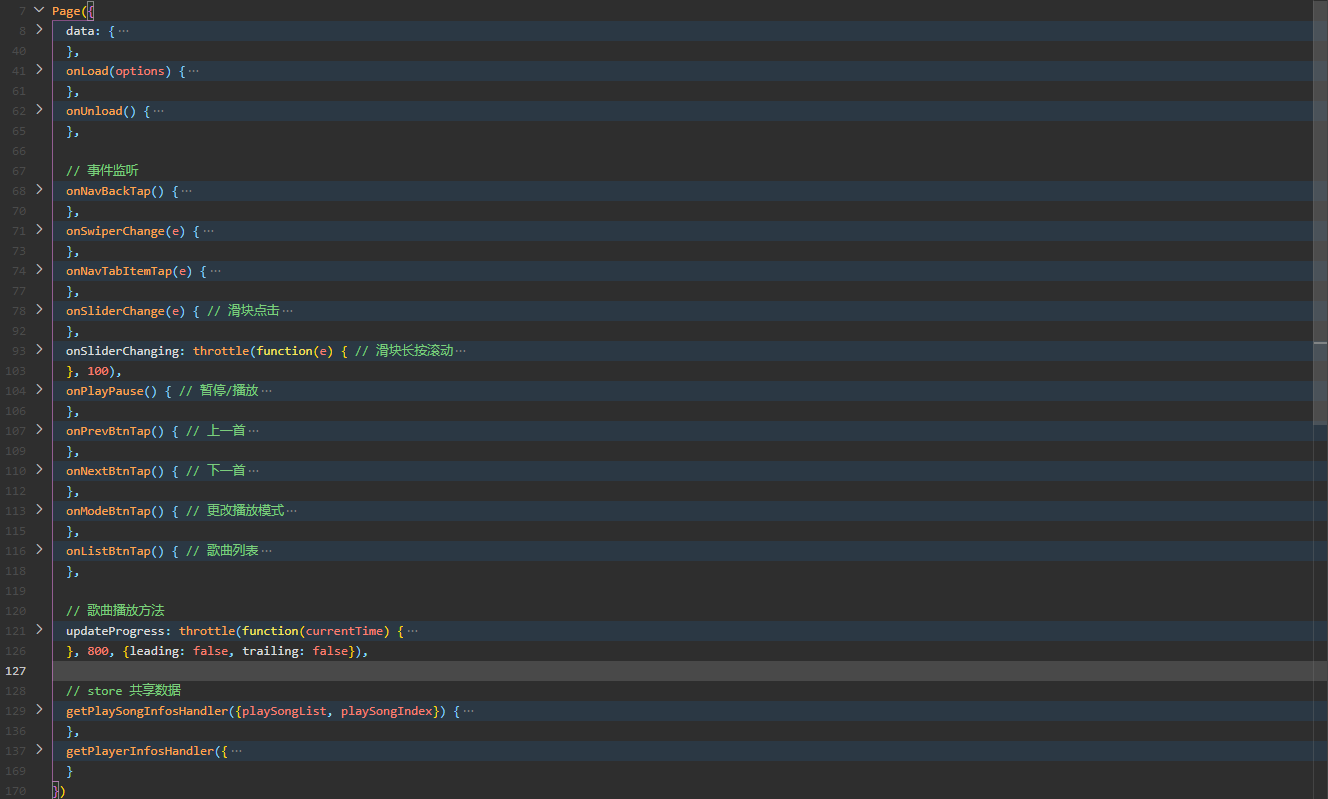 7 Page({
8 data: { ···
40 },
41 onLoad(options) { ···
61 },
62 onUnload() { ···
65 },
66
67 // 事件监听
68 onNavBackTap() { ···
70 },
71 onSwiperChange(e) { ···
73 },
74 onNavTabItemTap(e) { ···
77 },
78 onSliderChange(e) { // 滑块点击 ···
92 },
93 onSliderChanging: throttle(function(e) { // 滑块长按滚动 ···
103 }, 100),
104 onPlayPause() { // 暂停/播放 ···
106 },
107 onPrevBtnTap() { // 上一首 ···
109 },
110 onNextBtnTap() { // 下一首 ···
112 },
113 onModeBtnTap() { // 更改播放模式 ···
115 },
116 onListBtnTap() { // 歌曲列表 ···
118 },
119
120 // 歌曲播放方法
121 updateProgress: throttle(function(currentTime) { ···
126 }, 800, {leading: false, trailing: false}),
127
128 // store 共享数据
129 getPlaySongInfosHandler({playSongList, playSongIndex}) { ···
136 },
137 getPlayerInfosHandler({ ···
169 }
170 })